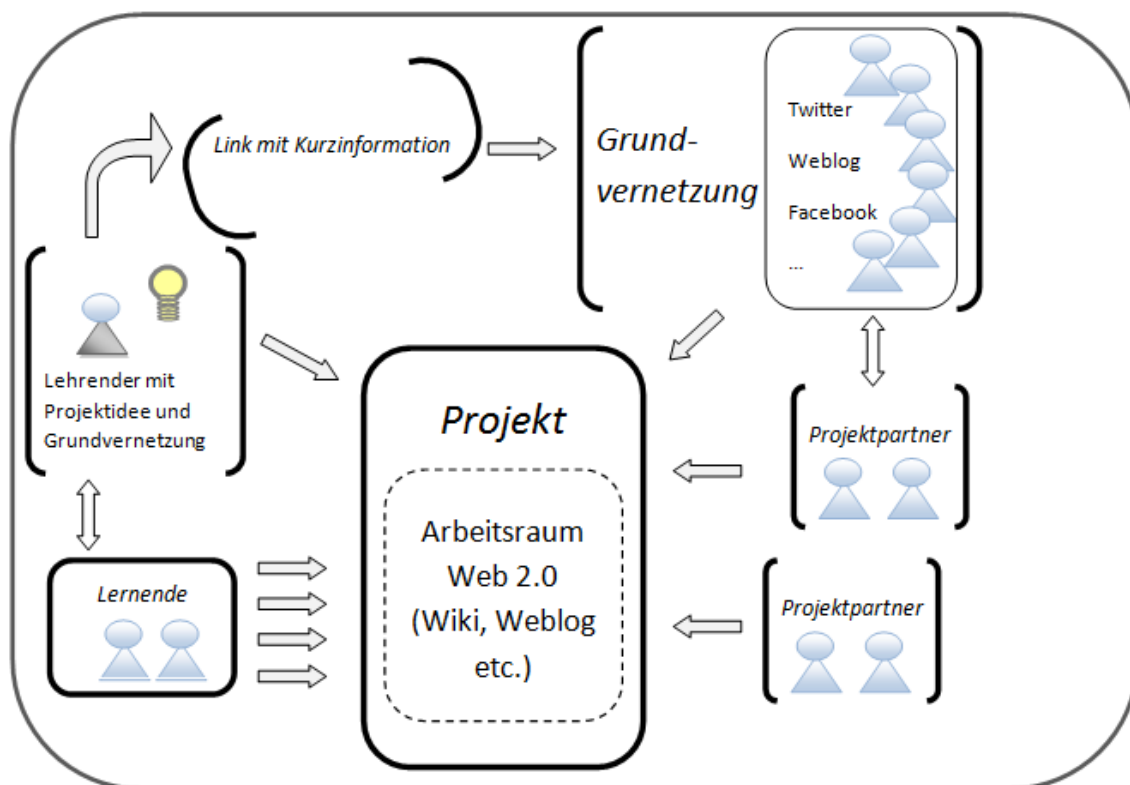 Link mit Kurzinformation
Grund-
vernetzung
Twitter
Weblog
Facebook
...
Lehrender mit
Projektidee und
Grundvernetzung
Projekt
Arbeitsraum
Web 2.0
(Wiki, Weblog
etc.)
Projektpartner
Lernende
Projektpartner